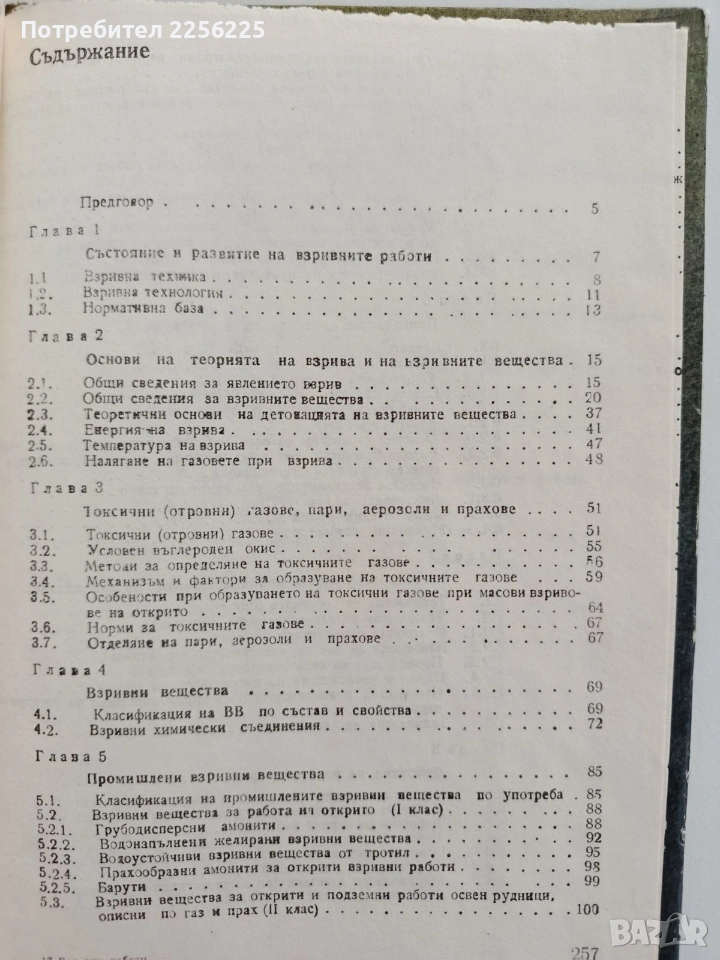 Потребител 2256225
Съдържание
Предговор . . . . . . . . . . . . . . . . . . . . 5
Глава 1
Състояние и развитие на взривните работи . . . . . . 7
1.1 Взривна техника . . . . . . . . . . . . . . . . . . . 8
1.2. Взривна технология . . . . . . . . . . . . . . . . . . 11
1.3. Нормативна база . . . . . . . . . . . . . . . . . . . 13
Глава 2
Основи на теорията на взрива и на взривните вещества . 15
2.1. Общи сведения за явлението взрив . . . . . . . . . . . 15
2.2. Общи сведения за взривните вещества . . . . . . . . . . 20
2.3. Теоретични основи на детонацията на взривните вещества . . . . 37
2.4. Енергия на взрива . . . . . . . . . . . . . . . . . . 41
2.5. Температура на взрива . . . . . . . . . . . . . . . . 47
2.6. Налягане на газовете при взрива . . . . . . . . . . . . 48
Глава 3
Токсични (отровни) газове, пари, аерозоли и прахове . . . . 51
3.1. Токсични (отровни) газове . . . . . . . . . . . . . . 51
3.2. Условен въглероден окис . . . . . . . . . . . . . . . 55
3.3. Методи за определяне на токсичните газове . . . . . . . . 56
3.4. Механизъм и фактори за образуване на токсичните газове . . . 59
3.5. Особености при образуването на токсични газове при масови взриво-
ве на открито . . . . . . . . . . . . . . . . . . . 64
3.6. Норми за токсичните газове . . . . . . . . . . . . . . 67
3.7. Отделяне на пари, аерозоли и прахове . . . . . . . . . . 67
Глава 4
Взривни вещества . . . . . . . . . . . . . . . . . . 69
4.1. Класификация на ВВ по състав и свойства . . . . . . . . . 69
4.2. Взривни химически съединения . . . . . . . . . . . . . 72
Глава 5
Промишлени взривни вещества . . . . . . . . . . . . . 85
5.1. Класификация на промишлените взривни вещества по употреба . 85
5.2. Взривни вещества за работа на открито (I клас) . . . . . . . 88
5.2.1. Грубодисперсни амонити . . . . . . . . . . . . . . . 88
5.2.2. Водонапълнени желирани взривни вещества . . . . . . . . 92
5.2.3. Водоустойчиви взривни вещества от тротил . . . . . . . . 95
5.2.4. Прахообразни амонити за открити взривни работи . . . . . . 98
5.2.5. Барути . . . . . . . . . . . . . . . . . . . . . . 99
5.3. Взривни вещества за открити и подземни работи освен рудници,
описни по газ и прах (II клас) . . . . . . . . . . . . . 100
257
BAZAR